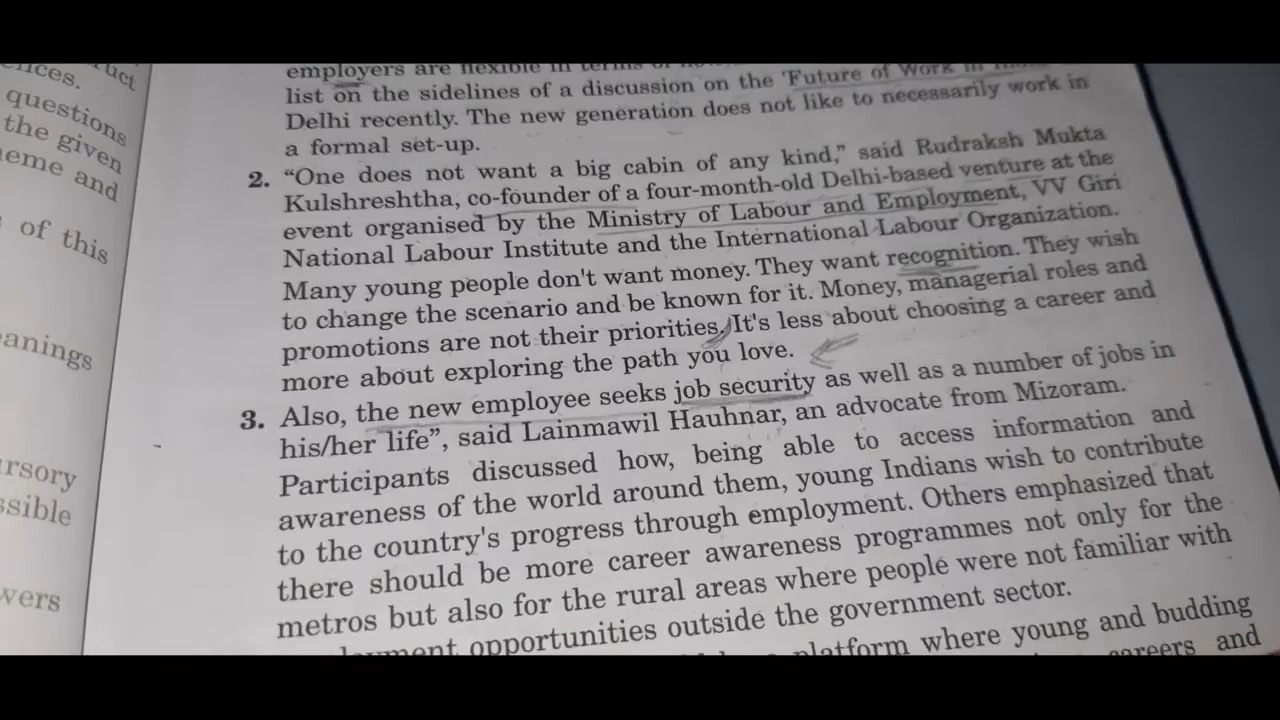 ruct
nces.
questions
the given
eme and
of this
anings
rsory
ssible
wers
employers are flexible in terms of
list on the sidelines of a discussion on the 'Future of Work in
Delhi recently. The new generation does not like to necessarily work in
a formal set-up.
2. “One does not want a big cabin of any kind,” said Rudraksh Mukta
Kulshreshtha, co-founder of a four-month-old Delhi-based venture at the
event organised by the Ministry of Labour and Employment, VV Giri
National Labour Institute and the International Labour Organization.
Many young people don't want money. They want recognition. They wish
to change the scenario and be known for it. Money, managerial roles and
promotions are not their priorities. It's less about choosing a career and
more about exploring the path you love.
3. Also, the new employee seeks job security as well as a number of jobs in
his/her life”, said Lainmawil Hauhnar, an advocate from Mizoram.
Participants discussed how, being able to access information and
awareness of the world around them, young Indians wish to contribute
to the country's progress through employment. Others emphasized that
there should be more career awareness programmes not only for the
metros but also for the rural areas where people were not familiar with
opportunities outside the government sector.
platform where young and budding
careers and